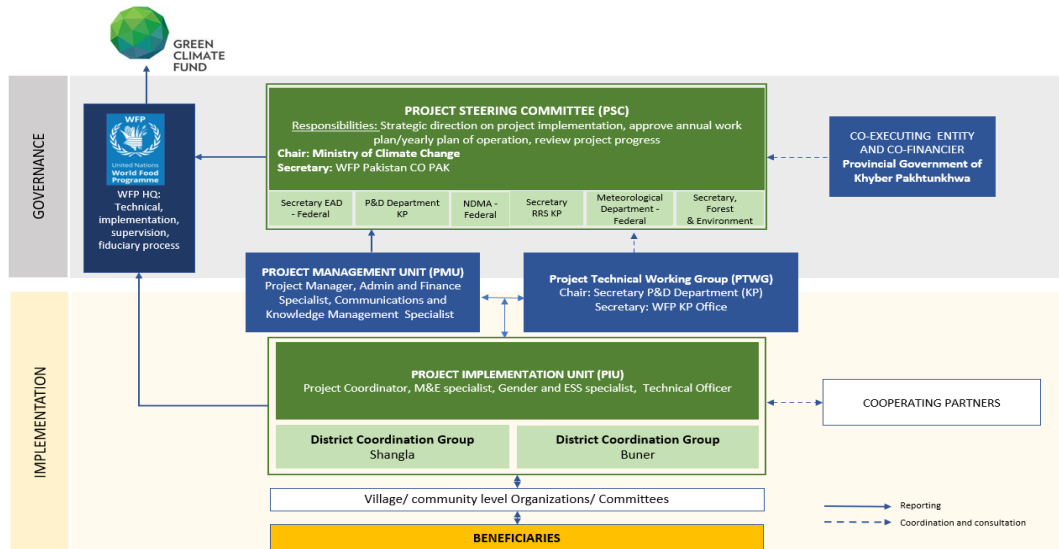 GREEN
CLIMATE
FUND
GOVERNANCE
WFP
United Nations
World Food
Programme
WFP HQ:
Technical,
implementation,
supervision,
fiduciary process
PROJECT STEERING COMMITTEE (PSC)
Responsibilities: Strategic direction on project implementation, approve annual work
plan/yearly plan of operation, review project progress
Chair: Ministry of Climate Change
Secretary: WFP Pakistan CO PAK
Secretary EAD
- Federal
P&D Department
KP
NDMA -
Federal
Secretary
RRS KP
Meteorological
Department -
Federal
Secretary,
Forest
& Environment
CO-EXECUTING ENTITY
AND CO-FINANCIER
Provincial Government of
Khyber Pakhtunkhwa
PROJECT MANAGEMENT UNIT (PMU)
Project Manager, Admin and Finance
Specialist, Communications and
Knowledge Management Specialist
Project Technical Working Group (PTWG)
Chair: Secretary P&D Department (KP)
Secretary: WFP KP Office
IMPLEMENTATION
PROJECT IMPLEMENTATION UNIT (PIU)
Project Coordinator, M&E specialist, Gender and ESS specialist, Technical Officer
District Coordination Group
Shangla
District Coordination Group
Buner
COOPERATING PARTNERS
Village/ community level Organizations/ Committees
BENEFICIARIES
Reporting
Coordination and consultation